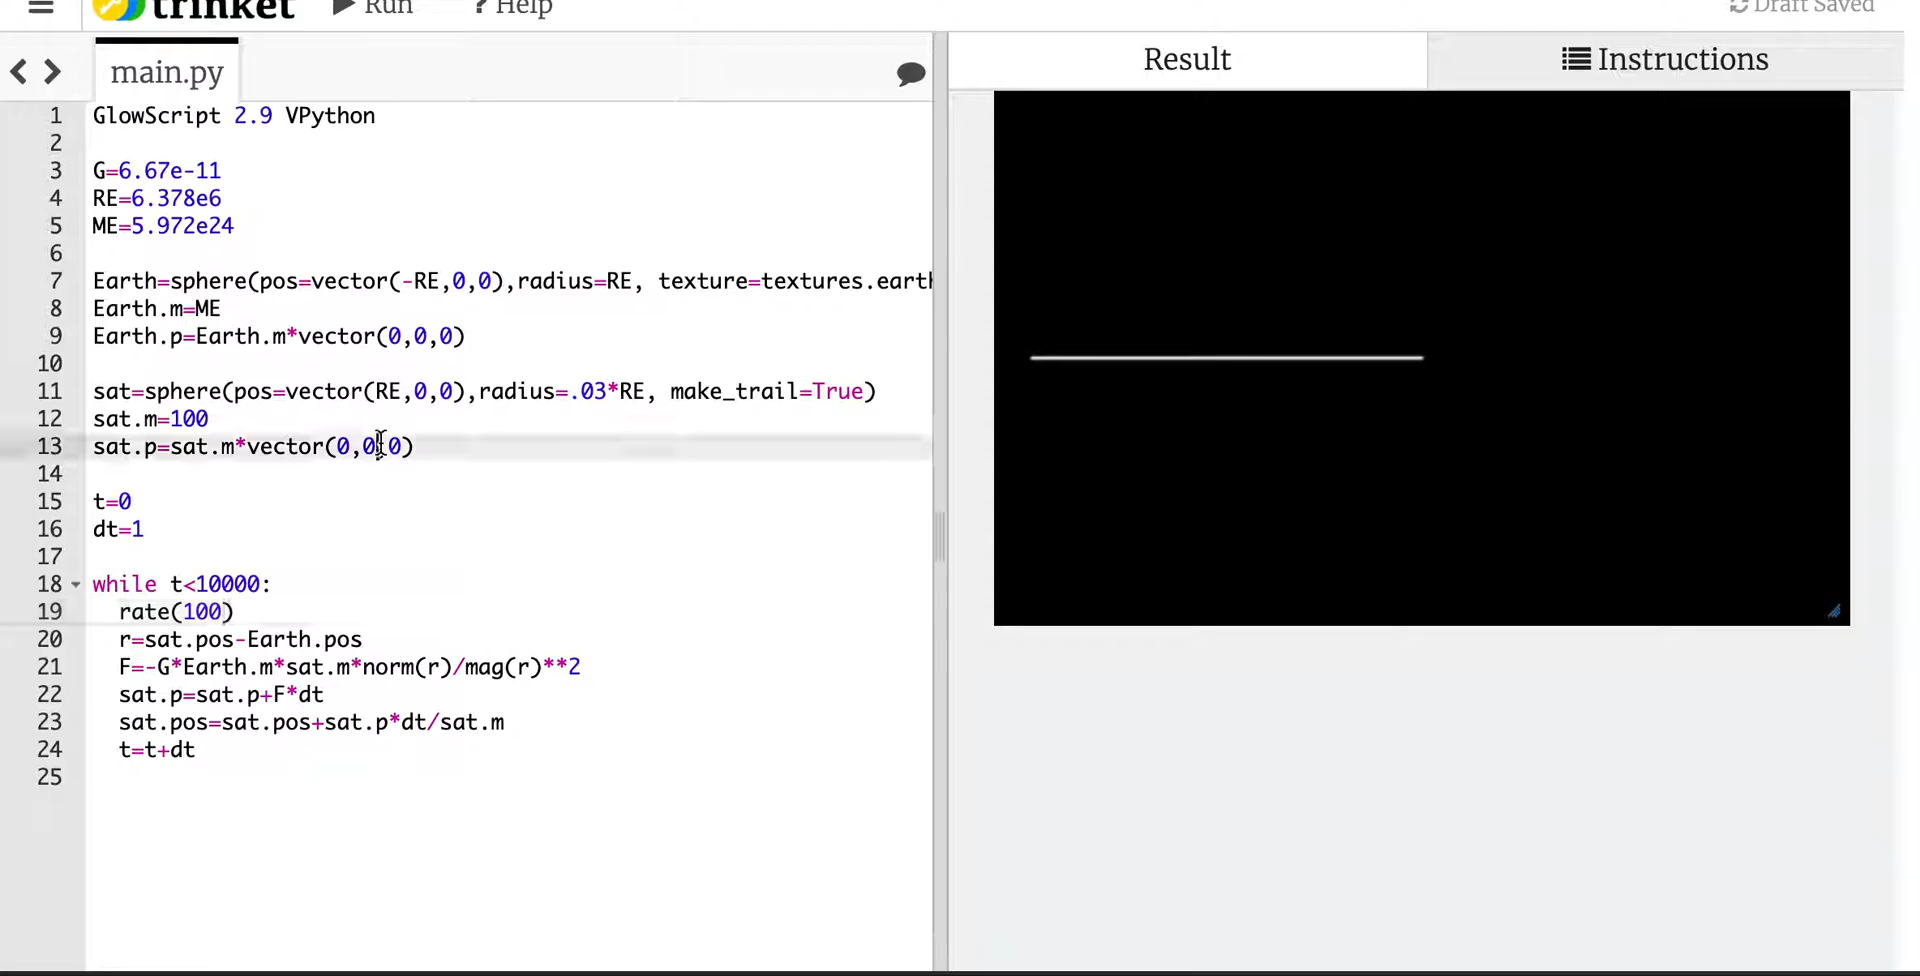 trinket Run ? Help Draft Saved
main.py
Result Instructions
1 GlowScript 2.9 VPython
2
3 G=6.67e-11
4 RE=6.378e6
5 ME=5.972e24
6
7 Earth=sphere(pos=vector(-RE,0,0),radius=RE, texture=textures.earth
8 Earth.m=ME
9 Earth.p=Earth.m*vector(0,0,0)
10
11 sat=sphere(pos=vector(RE,0,0),radius=.03*RE, make_trail=True)
12 sat.m=100
13 sat.p=sat.m*vector(0,0,0)
14
15 t=0
16 dt=1
17
18 while t<10000:
19 rate(100)
20 r=sat.pos-Earth.pos
21 F=-G*Earth.m*sat.m*norm(r)/mag(r)**2
22 sat.p=sat.p+F*dt
23 sat.pos=sat.pos+sat.p*dt/sat.m
24 t=t+dt
25